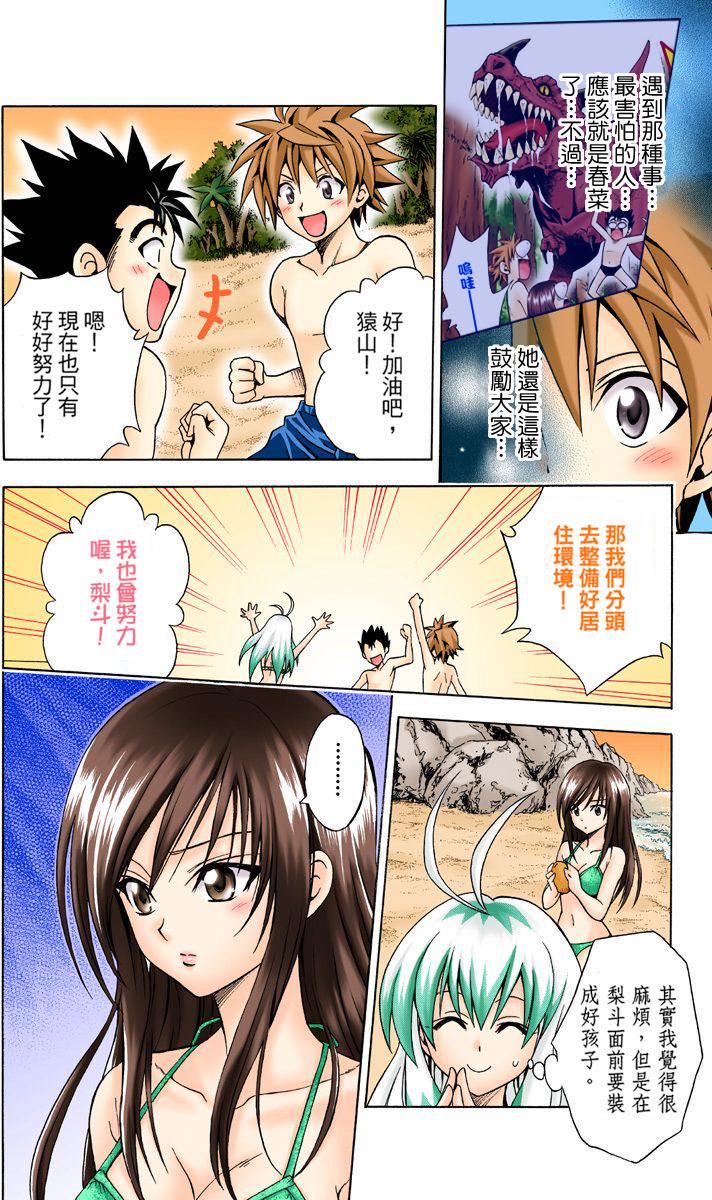 遇到那種事…
最害怕的人…
應該就是春菜
了…不過…
嗚哇——
她還是這樣
鼓勵大家…
好！加油吧，
猿山！
嗯！
現在也只有
好好努力了！
那我們分頭
去整備好居
住環境！
我也會努力
喔，梨斗！
其實我覺得很
麻煩，但是在
梨斗面前要裝
成好孩子。
………